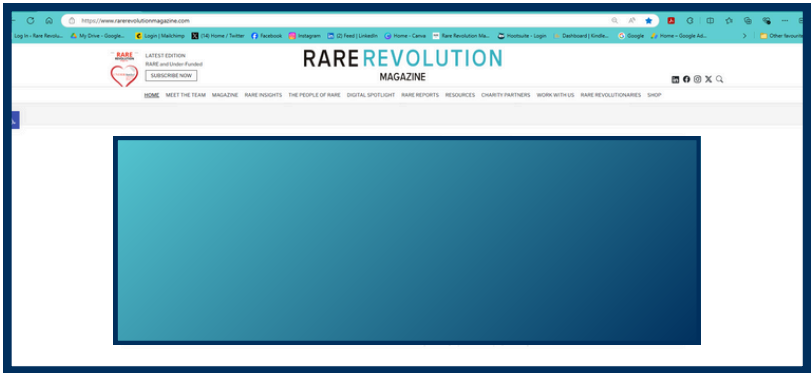 https://www.rarerevolutionmagazine.com
Log In ‹ Rare Revolu... My Drive - Google... Login | Mailchimp (14) Home / Twitter Facebook Instagram (2) Feed | LinkedIn Home - Canva Rare Revolution Ma... Hootsuite - Login Dashboard | Kindle... Google Home – Google Ad... Other favourites
RARE
REVOLUTION
LATEST EDITION
RARE and Under-Funded
SUBSCRIBE NOW
RARE REVOLUTION
MAGAZINE
HOME MEET THE TEAM MAGAZINE RARE INSIGHTS THE PEOPLE OF RARE DIGITAL SPOTLIGHT RARE REPORTS RESOURCES CHARITY PARTNERS WORK WITH US RARE REVOLUTIONARIES SHOP